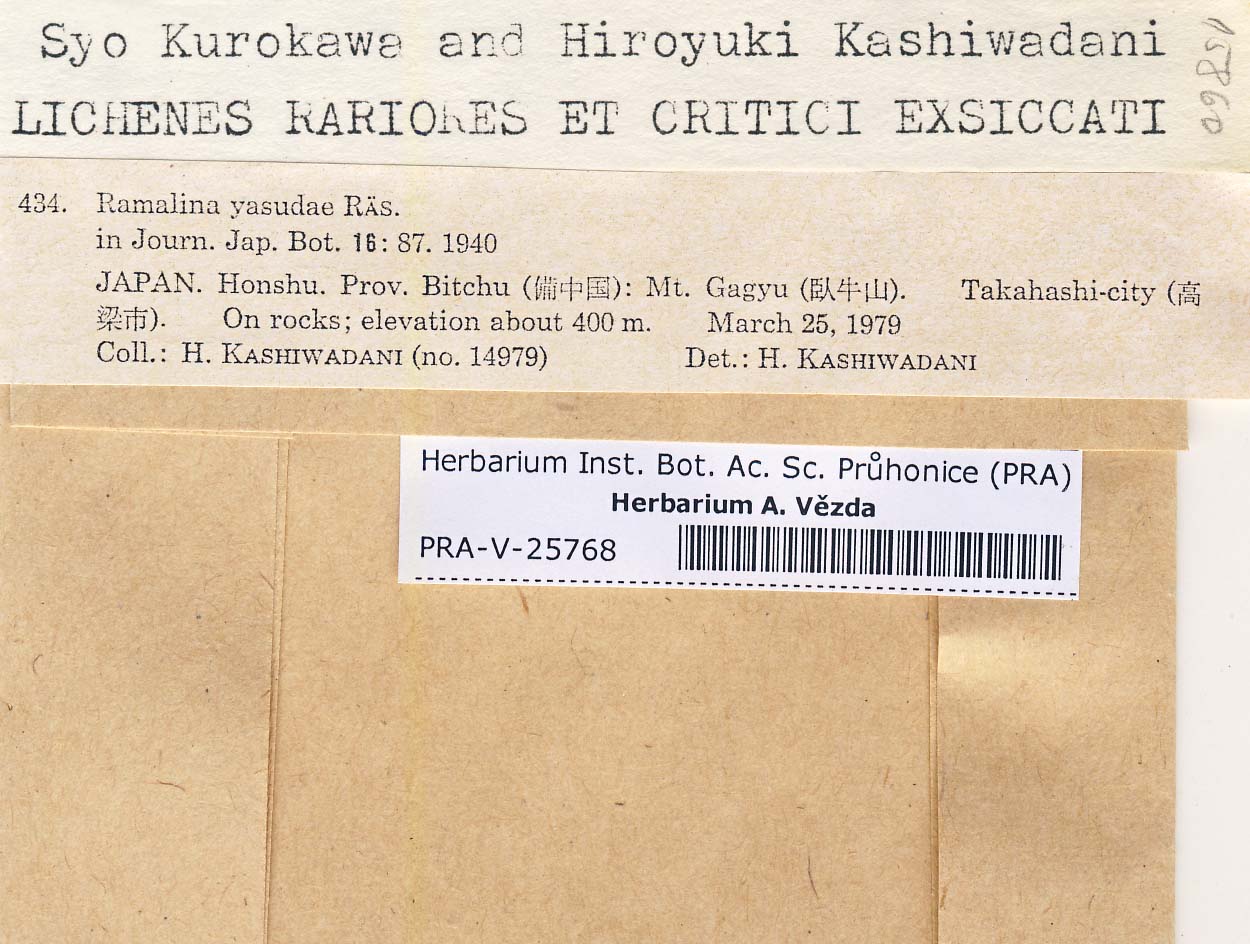 Syo Kurokawa and Hiroyuki Kashiwadani
LICHENES RARIORES ET CRITICI EXSICCATI
434. Ramalina yasudae RÄS.
in Journ. Jap. Bot. 16: 87. 1940
JAPAN. Honshu. Prov. Bitchu (備中国): Mt. Gagyu (臥牛山). Takahashi-city (高
梁市). On rocks; elevation about 400 m. March 25, 1979
Coll.: H. KASHIWADANI (no. 14979) Det.: H. KASHIWADANI
Herbarium Inst. Bot. Ac. Sc. Průhonice (PRA)
Herbarium A. Vězda
PRA-V-25768